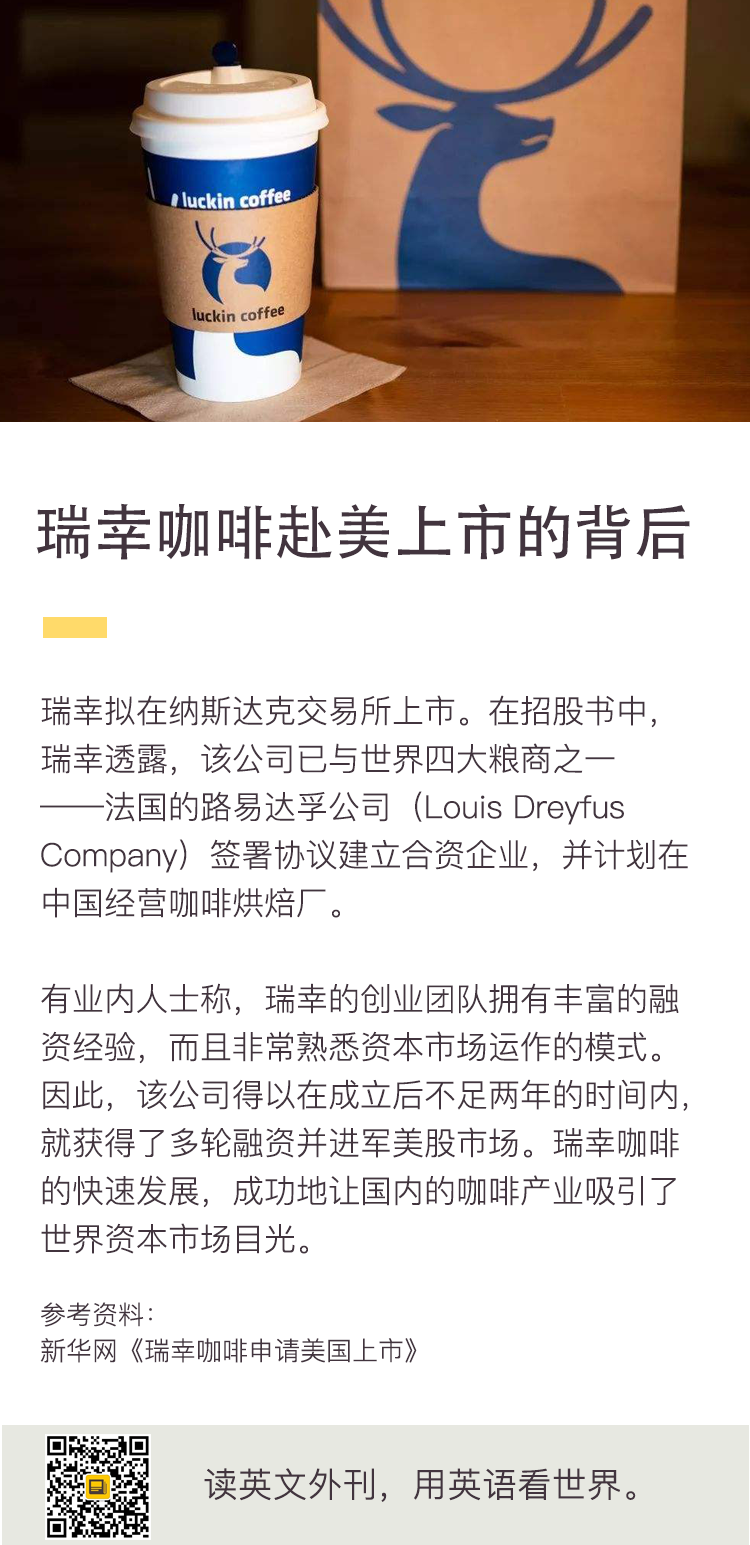 luckin coffee
luckin coffee
瑞幸咖啡赴美上市的背后
瑞幸拟在纳斯达克交易所上市。在招股书中，
瑞幸透露，该公司已与世界四大粮商之一
——法国的路易达孚公司（Louis Dreyfus
Company）签署协议建立合资企业，并计划在
中国经营咖啡烘焙厂。
有业内人士称，瑞幸的创业团队拥有丰富的融
资经验，而且非常熟悉资本市场运作的模式。
因此，该公司得以在成立后不足两年的时间内，
就获得了多轮融资并进军美股市场。瑞幸咖啡
的快速发展，成功地让国内的咖啡产业吸引了
世界资本市场目光。
参考资料：
新华网《瑞幸咖啡申请美国上市》
读英文外刊，用英语看世界。